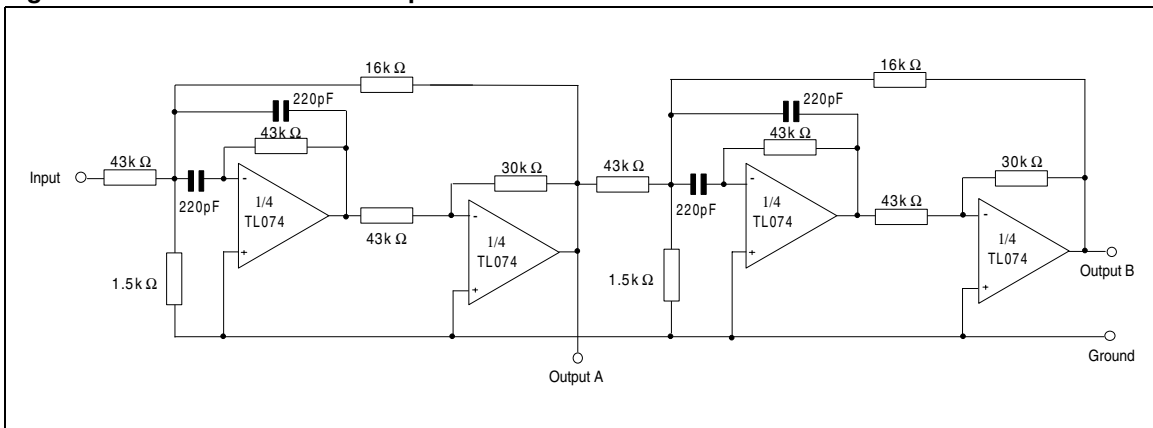 16k Ω
16k Ω
220pF
220pF
43k Ω
43k Ω
43k Ω
30k Ω
43k Ω
30k Ω
Input
220pF
1/4
TL074
43k Ω
1/4
TL074
220pF
1/4
TL074
43k Ω
1/4
TL074
1.5k Ω
1.5k Ω
Output B
Ground
Output A